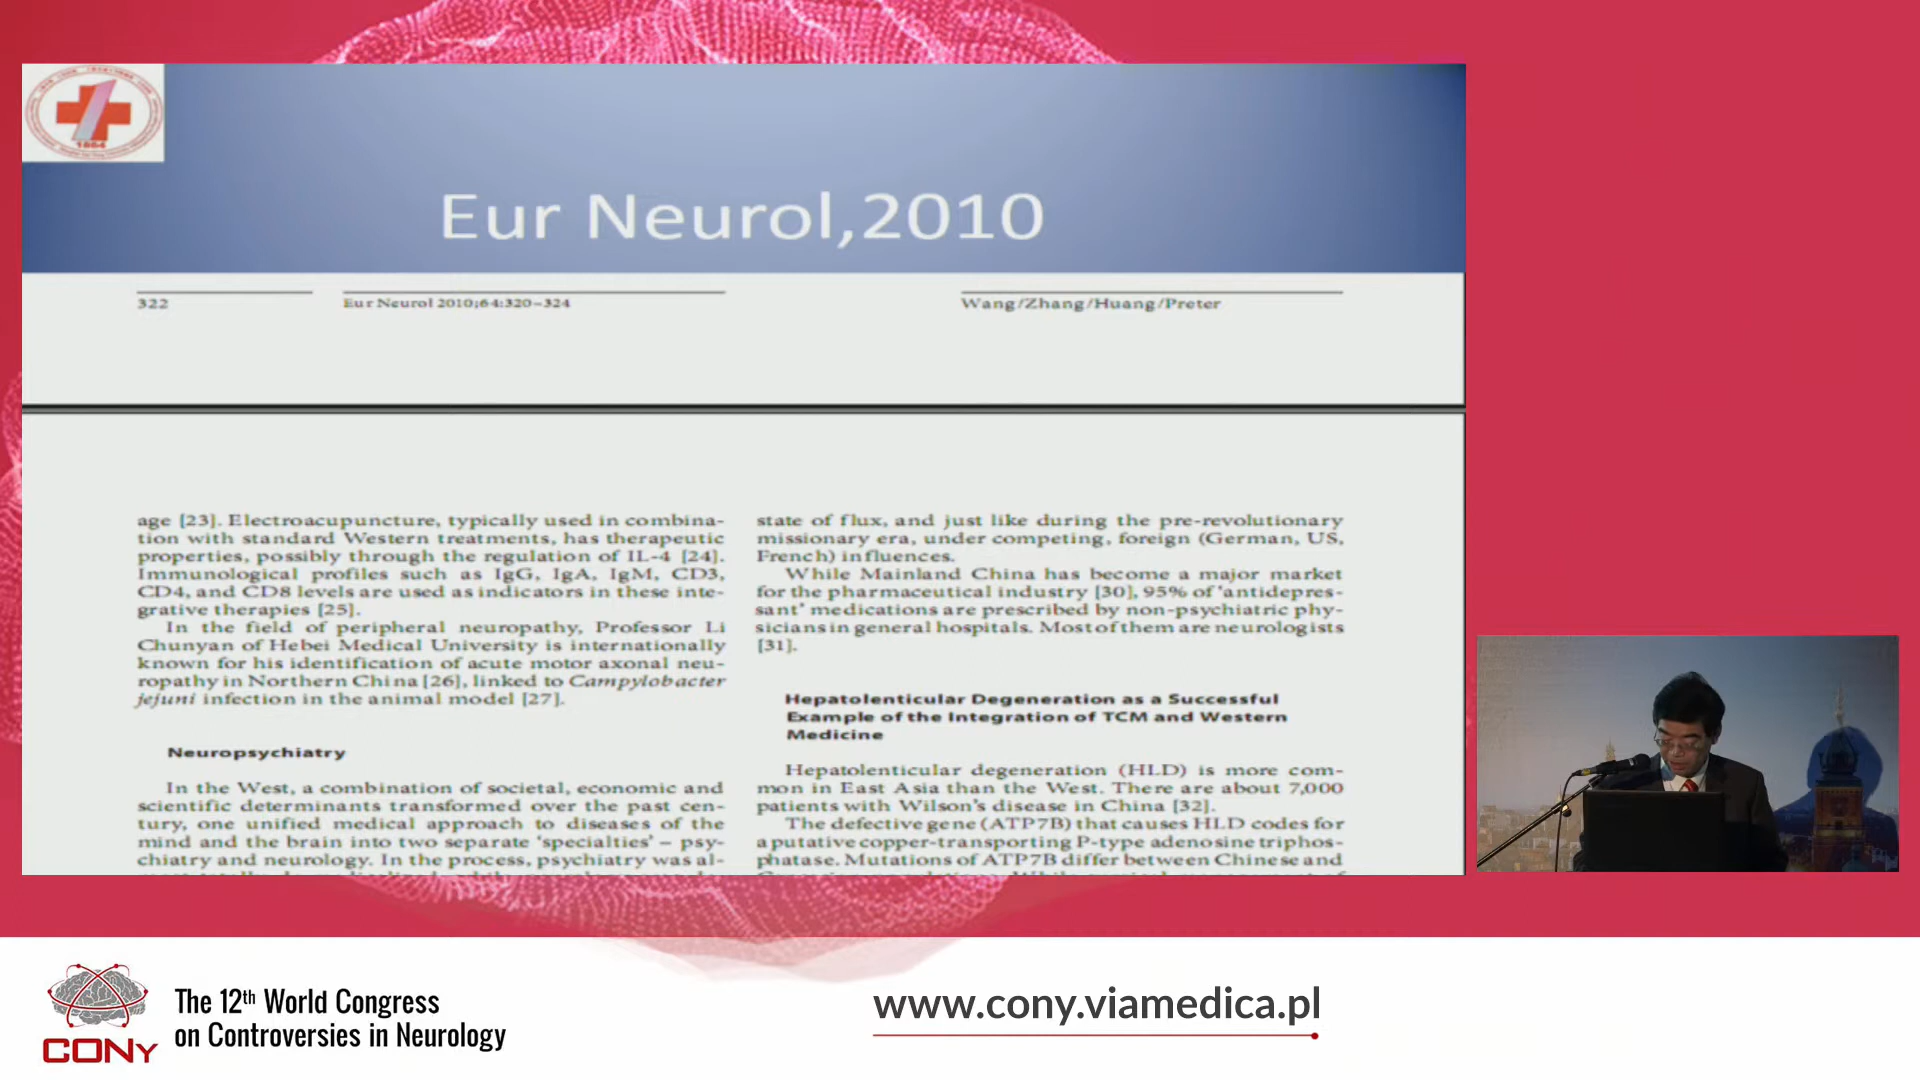 1864
Eur Neurol,2010
322
Eur Neurol 2010;64:320–324
Wang/Zhang/Huang/Preter
age [23]. Electroacupuncture, typically used in combina-
tion with standard Western treatments, has therapeutic
properties, possibly through the regulation of IL-4 [24].
Immunological profiles such as IgG, IgA, IgM, CD3,
CD4, and CD8 levels are used as indicators in these inte-
grative therapies [25].
In the field of peripheral neuropathy, Professor Li
Chunyan of Hebei Medical University is internationally
known for his identification of acute motor axonal neu-
ropathy in Northern China [26], linked to Campylobacter
jejuni infection in the animal model [27].
Neuropsychiatry
In the West, a combination of societal, economic and
scientific determinants transformed over the past cen-
tury, one unified medical approach to diseases of the
mind and the brain into two separate 'specialties' – psy-
chiatry and neurology. In the process, psychiatry was al-
state of flux, and just like during the pre-revolutionary
missionary era, under competing, foreign (German, US,
French) influences.
While Mainland China has become a major market
for the pharmaceutical industry [30], 95% of 'antidepres-
sant' medications are prescribed by non-psychiatric phy-
sicians in general hospitals. Most of them are neurologists
[31].
Hepatolenticular Degeneration as a Successful
Example of the Integration of TCM and Western
Medicine
Hepatolenticular degeneration (HLD) is more com-
mon in East Asia than the West. There are about 7,000
patients with Wilson's disease in China [32].
The defective gene (ATP7B) that causes HLD codes for
a putative copper-transporting P-type adenosine triphos-
phatase. Mutations of ATP7B differ between Chinese and
CONy
The 12th World Congress
on Controversies in Neurology
www.cony.viamedica.pl